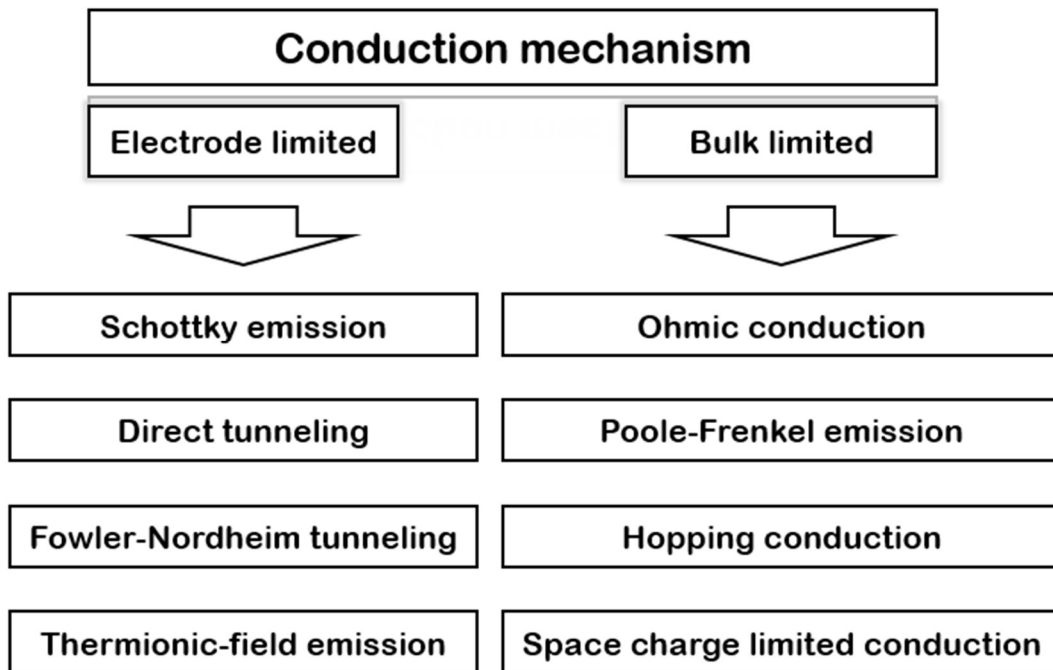 Conduction mechanism
Electrode limited
Bulk limited
Schottky emission
Ohmic conduction
Direct tunneling
Poole-Frenkel emission
Fowler-Nordheim tunneling
Hopping conduction
Thermionic-field emission
Space charge limited conduction